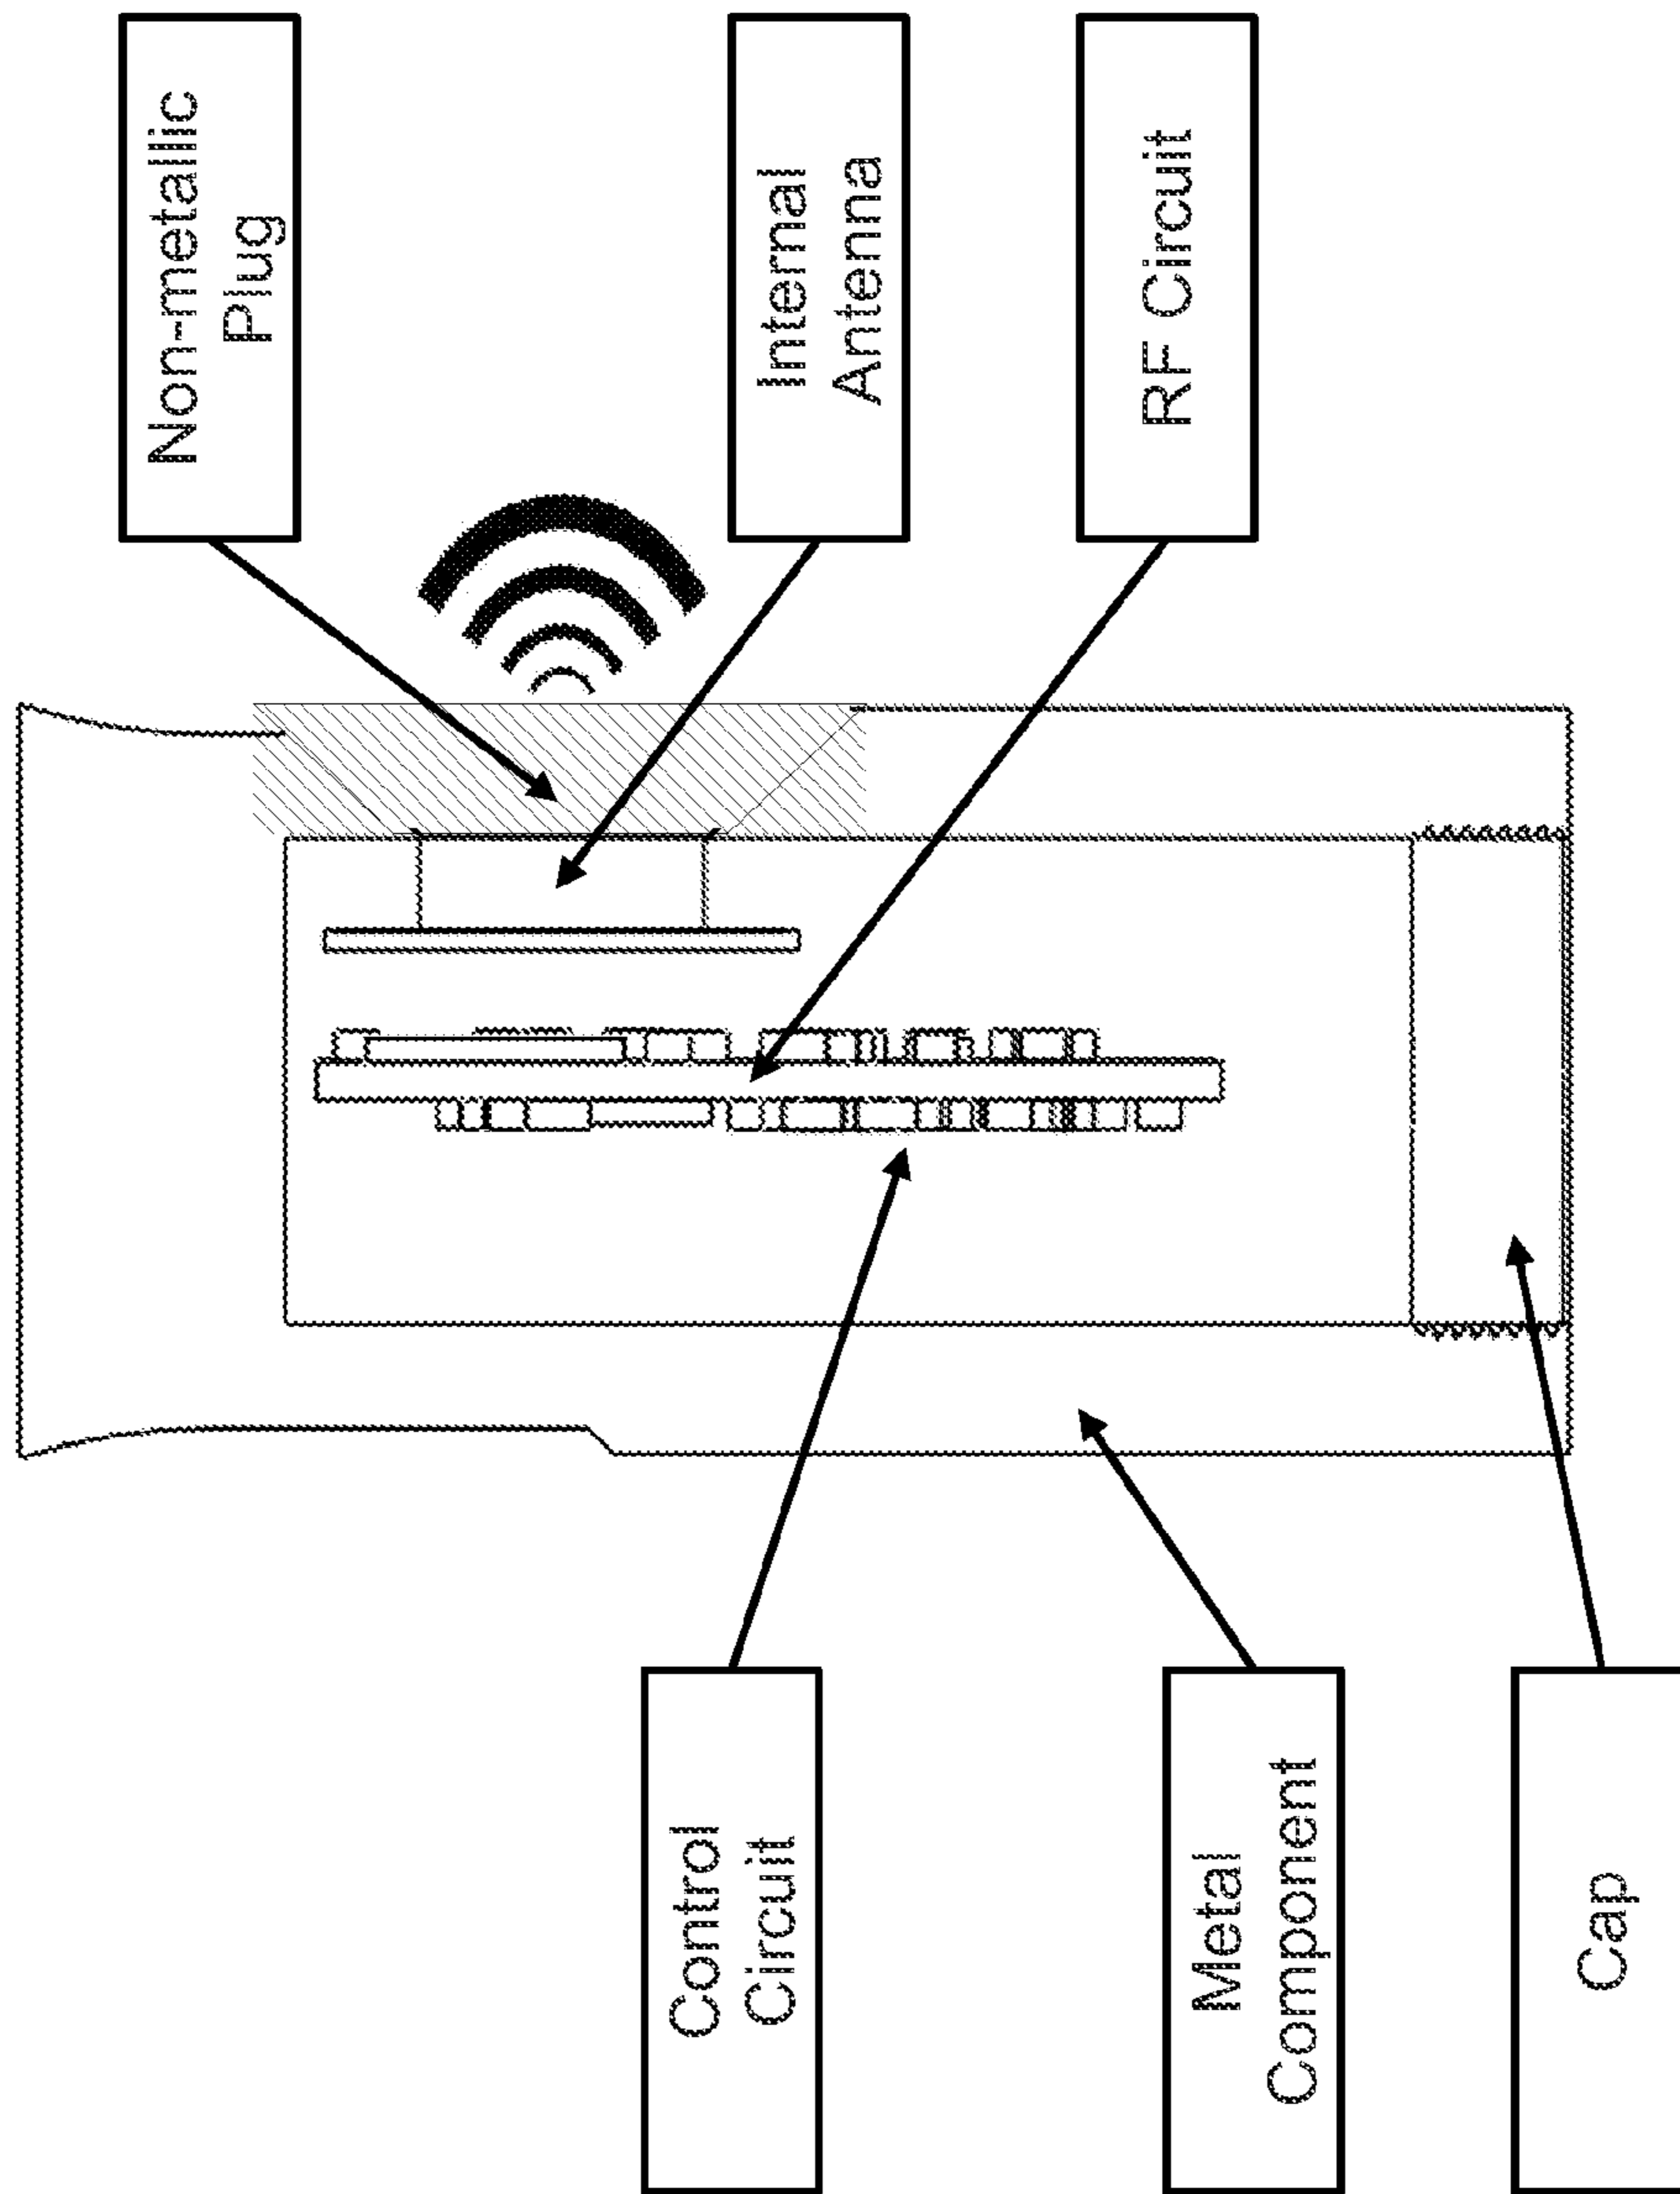 Non-metallic
Plug
Internal
Antenna
RF Circuit
Control
Circuit
Metal
Component
Cap